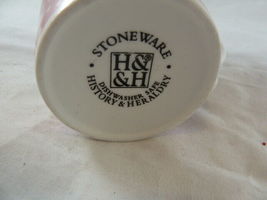 • STONEWARE •
H&
&H®
DISHWASHER SAFE
HISTORY & HERALDRY